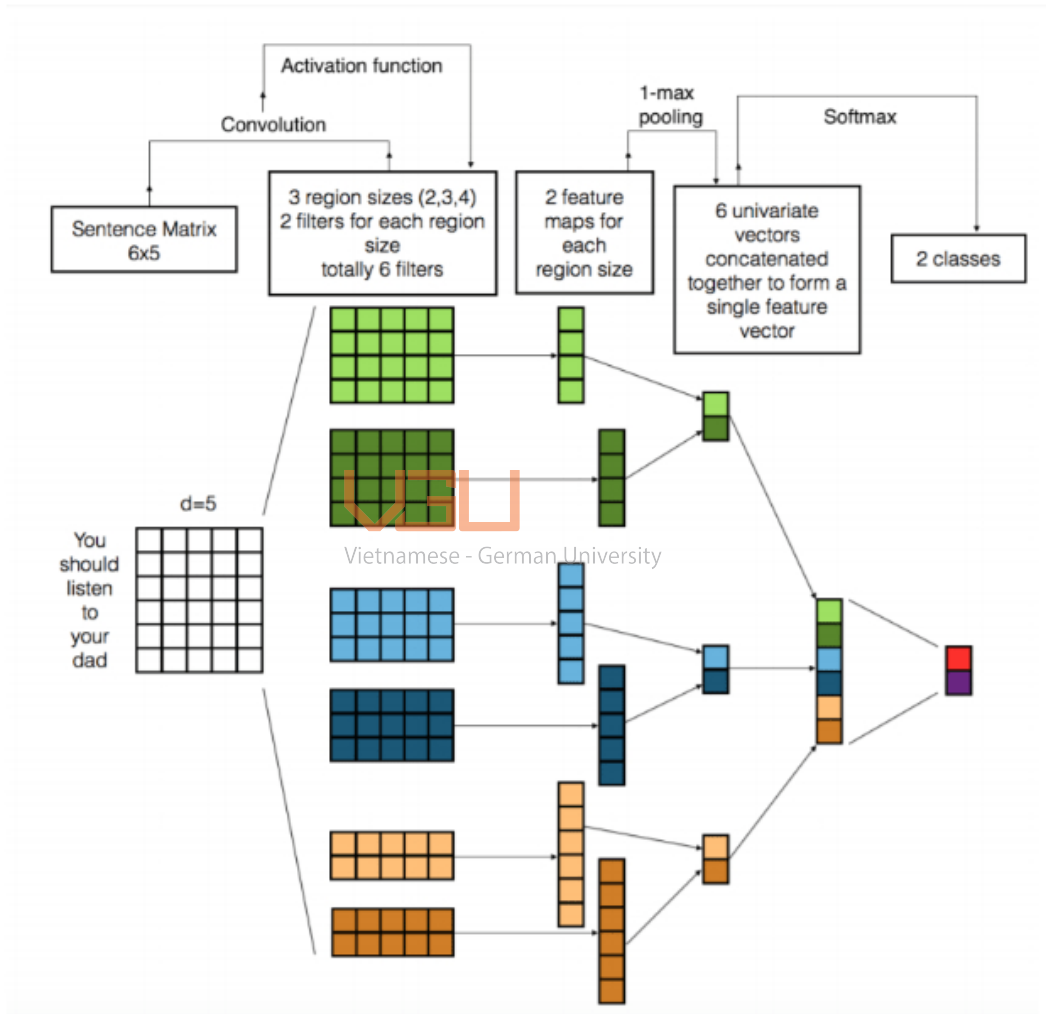 Activation function
Convolution
1-max
pooling
Softmax
Sentence Matrix
6x5
3 region sizes (2,3,4)
2 filters for each region
size
totally 6 filters
2 feature
maps for
each
region size
6 univariate
vectors
concatenated
together to form a
single feature
vector
2 classes
d=5
You
should
listen
to
your
dad
VGU
Vietnamese - German University